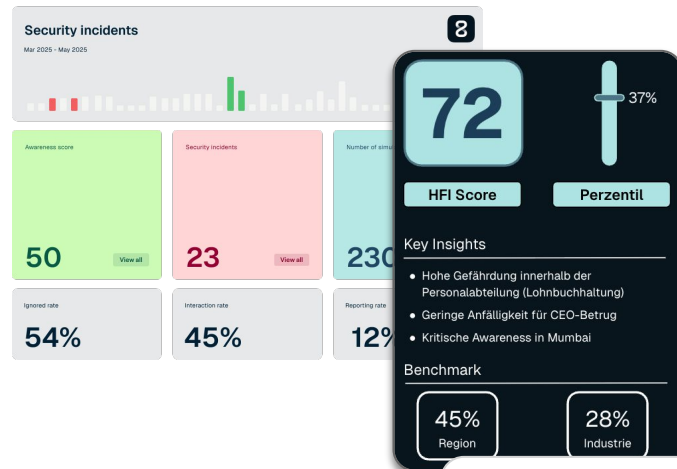 Security incidents
Mar 2025 - May 2025
8
Awareness score
50
View all
Security incidents
23
View all
Number of
230
Ignored rate
54%
Interaction rate
45%
Reporting rate
12%
72
37%
HFI Score
Perzentil
Key Insights
Hohe Gefährdung innerhalb der
Personalabteilung (Lohnbuchhaltung)
Geringe Anfälligkeit für CEO-Betrug
Kritische Awareness in Mumbai
Benchmark
45%
Region
28%
Industrie